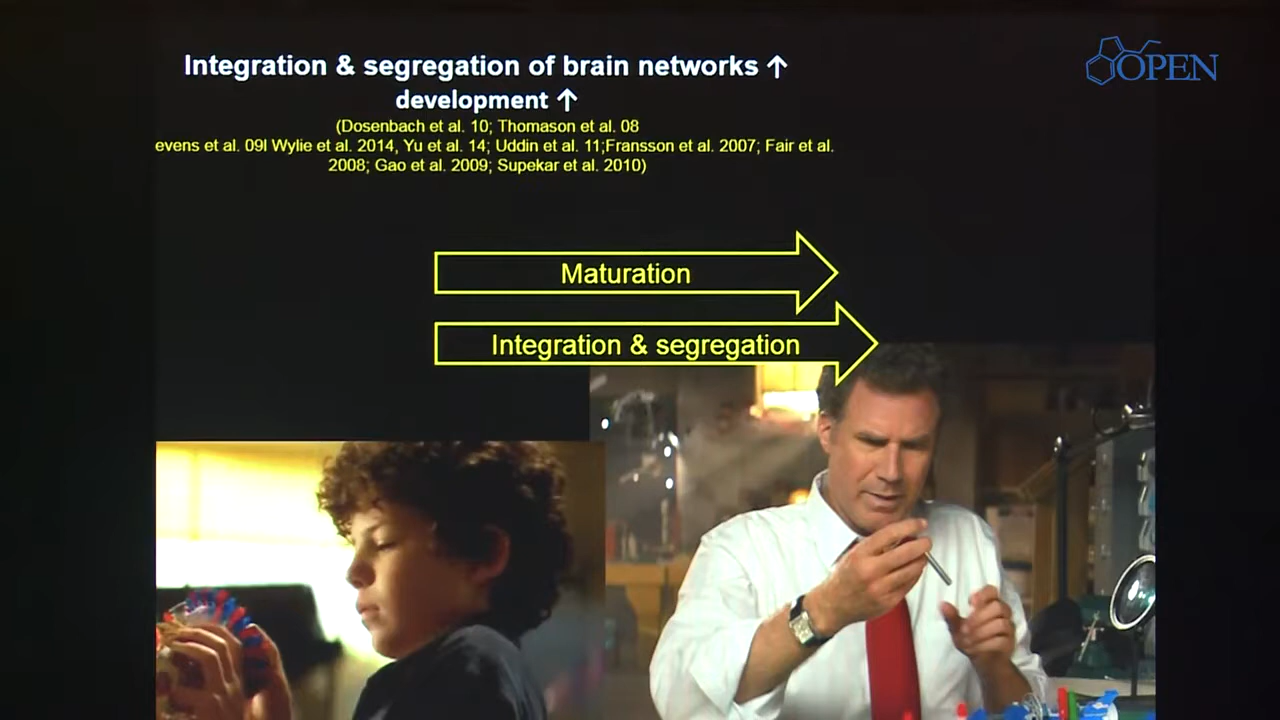 Integration & segregation of brain networks ↑
development ↑
(Dosenbach et al. 10; Thomason et al. 08
evens et al. 09l Wylie et al. 2014, Yu et al. 14; Uddin et al. 11;Fransson et al. 2007; Fair et al.
2008; Gao et al. 2009; Supekar et al. 2010)
OPEN
Maturation
Integration & segregation